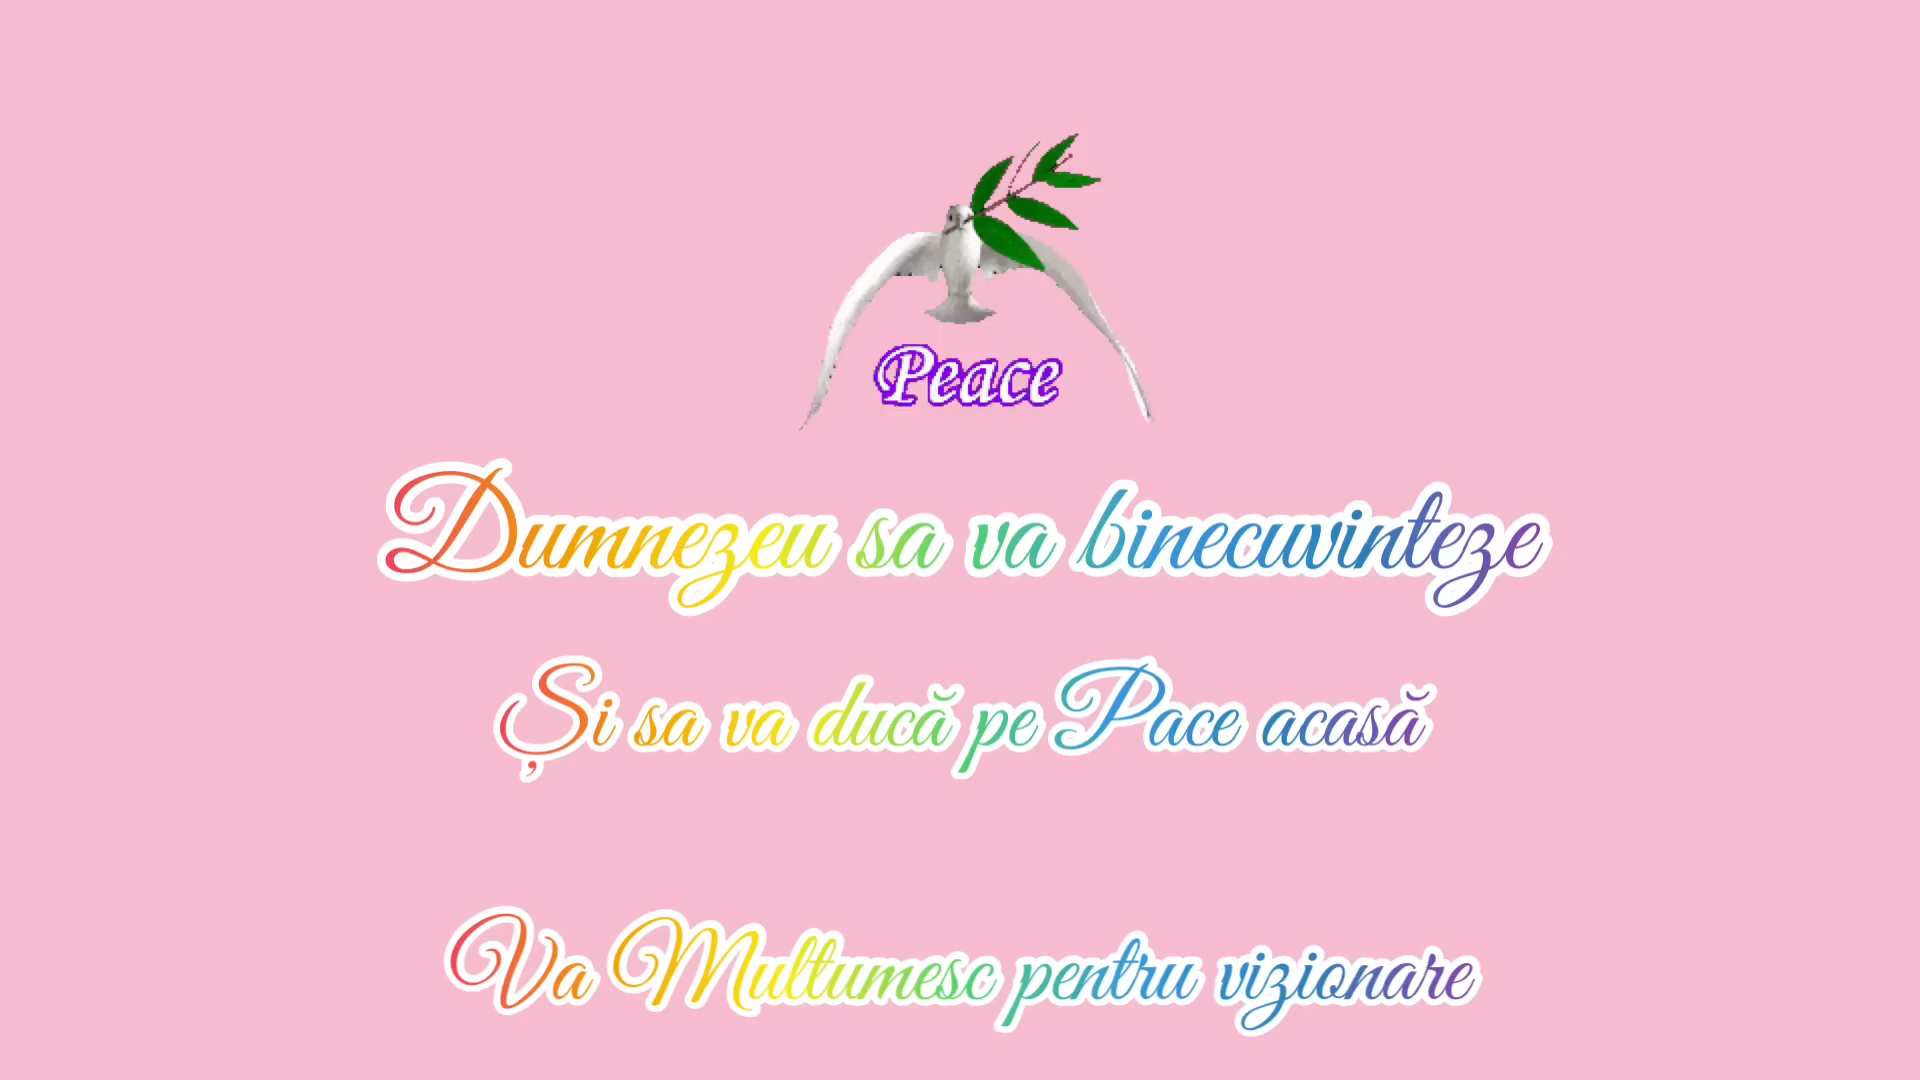 Peace
Dumnezeu sa va binecuvinteze
Și sa va ducă pe Pace acasă
Va Multumesc pentru vizionare